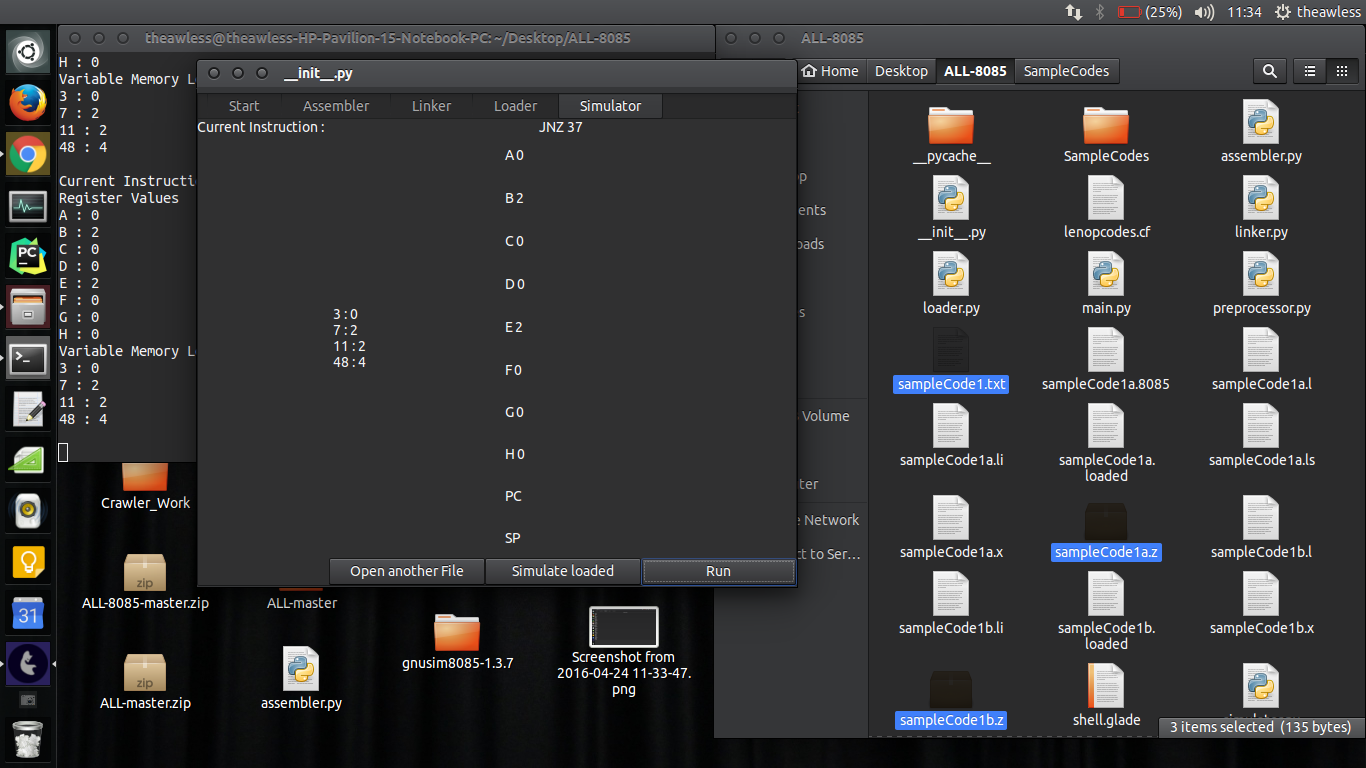 (25%) 11:34 theawless
theawless@theawless-HP-Pavilion-15-Notebook-PC: ~/Desktop/ALL-8085
H : 0
Variable Memory L
3 : 0
7 : 2
11 : 2
48 : 4
Current Instructi
Register Values
A : 0
B : 2
C : 0
D : 0
E : 2
F : 0
G : 0
H : 0
Variable Memory L
3 : 0
7 : 2
11 : 2
48 : 4
__init__.py
Start Assembler Linker Loader Simulator
Current Instruction : JNZ 37
A 0
B 2
C 0
D 0
E 2
F 0
G 0
H 0
PC
SP
3 : 0
7 : 2
11 : 2
48 : 4
Open another File Simulate loaded Run
ALL-8085
Home Desktop ALL-8085 SampleCodes
op
ents
oads
es
Volume
ter
e Network
ct to Ser...
__pycache__ SampleCodes assembler.py
__init__.py lenopcodes.cf linker.py
loader.py main.py preprocessor.py
sampleCode1.txt sampleCode1a.8085 sampleCode1a.l
sampleCode1a.li sampleCode1a. sampleCode1a.ls
loaded
sampleCode1a.x sampleCode1a.z sampleCode1b.l
sampleCode1b.li sampleCode1b. sampleCode1b.x
loaded
sampleCode1b.z shell.glade
3 items selected (135 bytes)
Crawler_Work
zip
ALL-8085-master.zip
ALL-master
gnusim8085-1.3.7
Screenshot from
2016-04-24 11-33-47.
png
zip
ALL-master.zip
assembler.py
PC
31